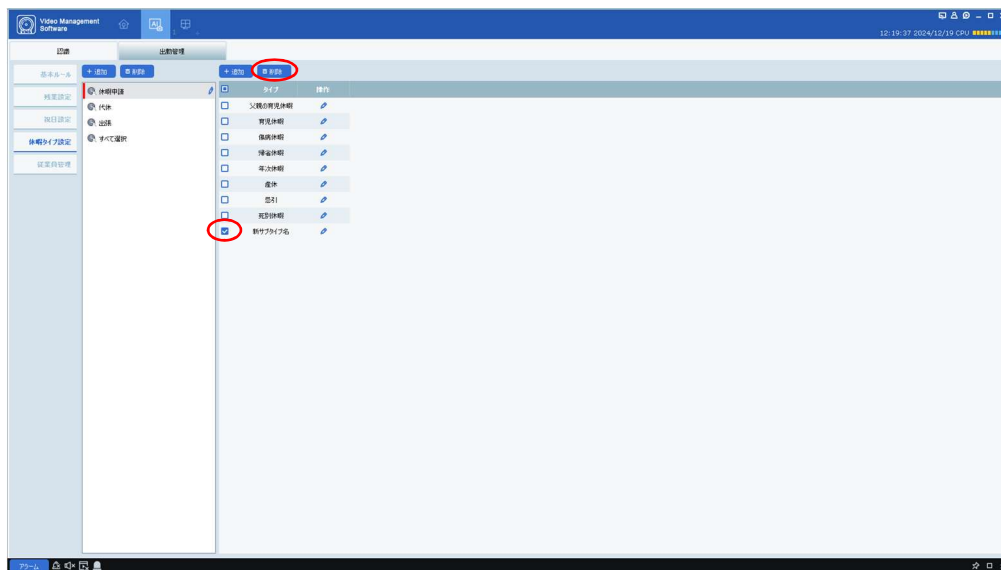 Video Management
Software
AI
12:19:37 2024/12/19 CPU
認識
出勤管理
基本ルール
残業設定
祝日設定
休暇タイプ設定
従業員管理
+ 追加
削除
休暇申請
代休
出張
すべて選択
+ 追加
削除
タイプ
操作
父親の育児休暇
育児休暇
傷病休暇
帰省休暇
年次休暇
産休
忌引
死別休暇
新サブタイプ名
アラーム